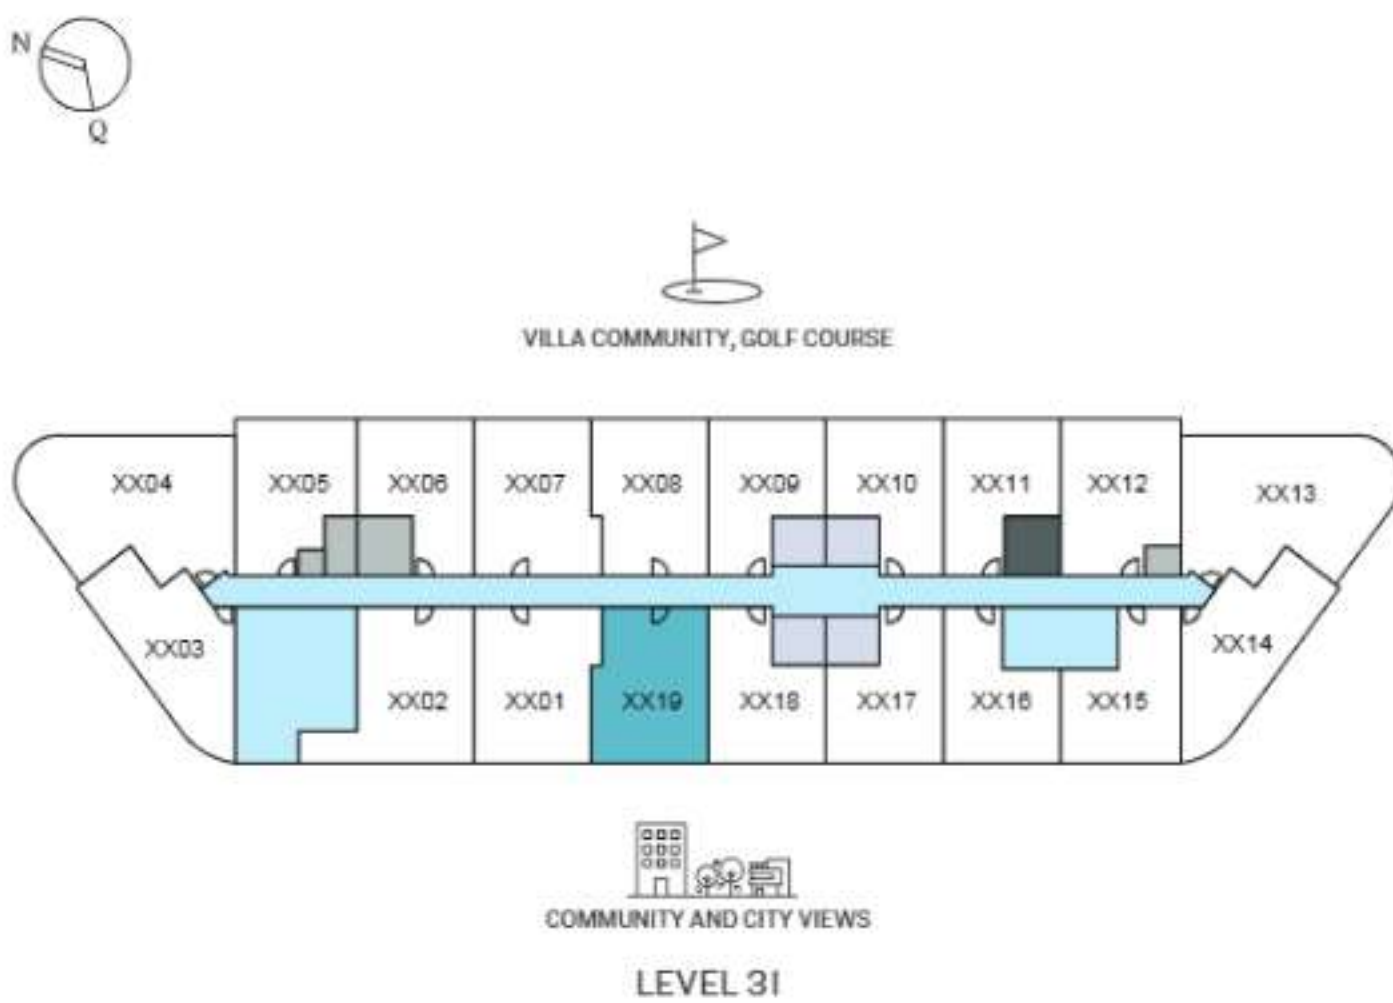 N
Q
VILLA COMMUNITY, GOLF COURSE
XX04
XX05
XX06
XX07
XX08
XX09
XX10
XX11
XX12
XX13
XX03
XX02
XX01
XX19
XX18
XX17
XX16
XX15
XX14
COMMUNITY AND CITY VIEWS
LEVEL 31